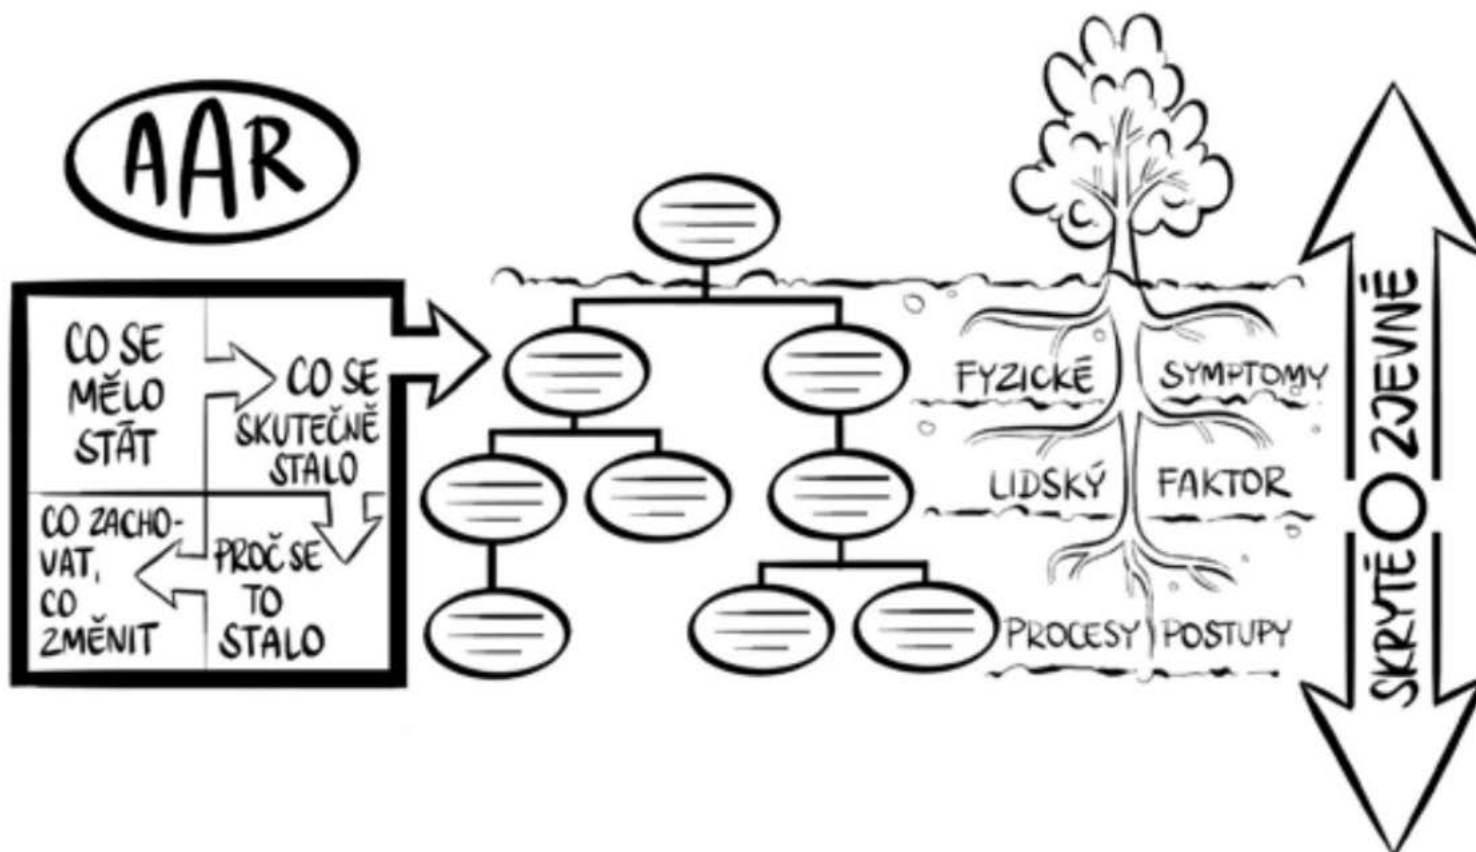 AAR
CO SE
MĚLO
STÁT
CO SE
SKUTEČNĚ
STALO
PROČ SE
TO
STALO
CO ZACHO-
VAT,
CO
ZMĚNIT
FYZICKÉ SYMPTOMY
LIDSKÝ FAKTOR
PROCESY POSTUPY
ZJEVNÉ
SKRYTÉ